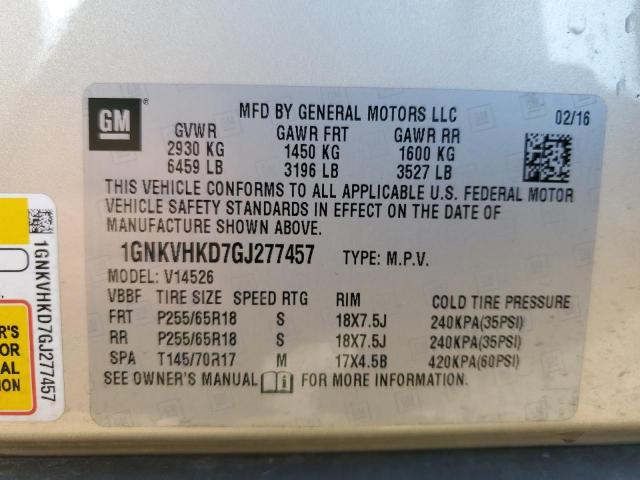 GM
®
MFD BY GENERAL MOTORS LLC 02/16
GVWR GAWR FRT GAWR RR
2930 KG 1450 KG 1600 KG
6459 LB 3196 LB 3527 LB
THIS VEHICLE CONFORMS TO ALL APPLICABLE U.S. FEDERAL MOTOR
VEHICLE SAFETY STANDARDS IN EFFECT ON THE DATE OF
MANUFACTURE SHOWN ABOVE.
1GNKVHKD7GJ277457 TYPE: M.P.V.
MODEL: V14526
VBBF TIRE SIZE SPEED RTG RIM COLD TIRE PRESSURE
FRT P255/65R18 S 18X7.5J 240KPA(35PSI)
RR P255/65R18 S 18X7.5J 240KPA(35PSI)
SPA T145/70R17 M 17X4.5B 420KPA(60PSI)
SEE OWNER'S MANUAL i FOR MORE INFORMATION.
1GNKVHKD7GJ277457